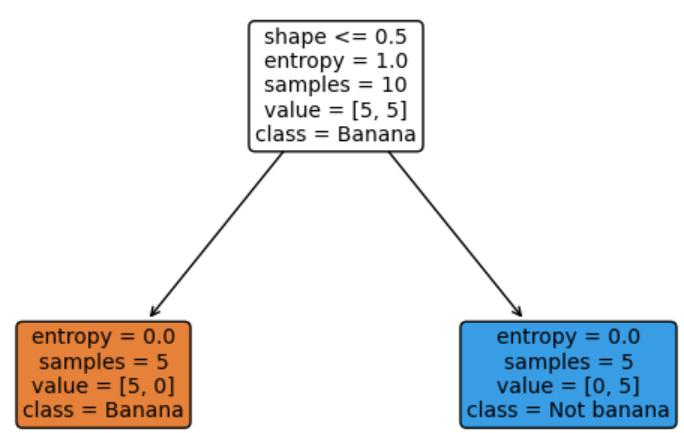 shape <= 0.5
entropy = 1.0
samples = 10
value = [5, 5]
class = Banana
entropy = 0.0
samples = 5
value = [5, 0]
class = Banana
entropy = 0.0
samples = 5
value = [0, 5]
class = Not banana